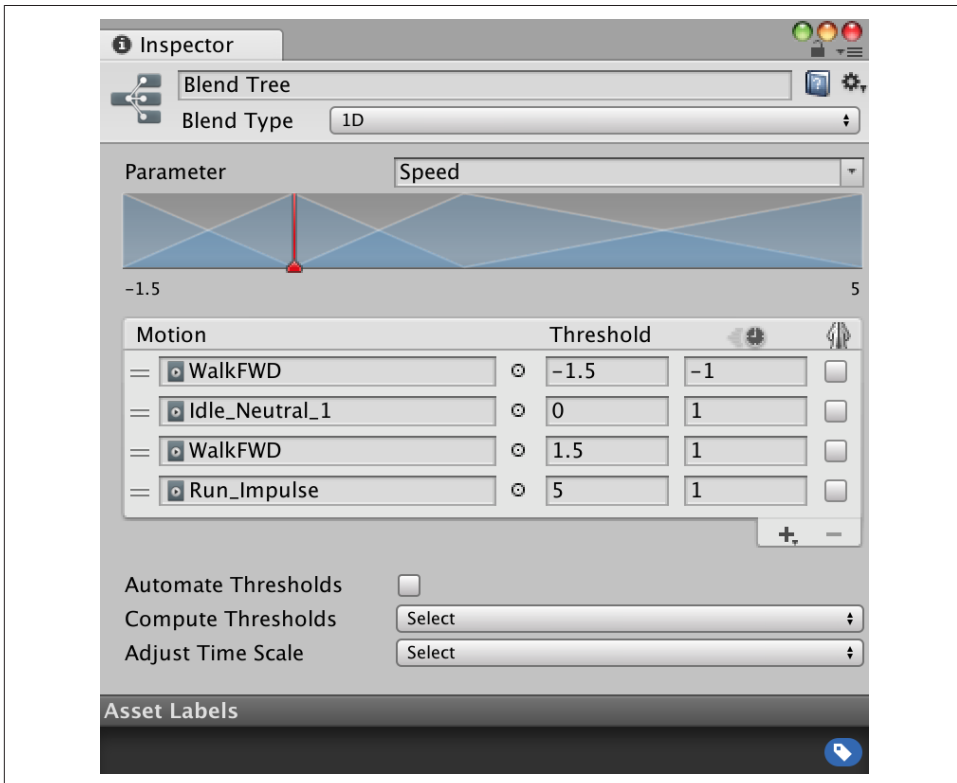 Inspector
Blend Tree
Blend Type 1D
Parameter Speed
-1.5 5
Motion Threshold
WalkFWD -1.5 -1
Idle_Neutral_1 0 1
WalkFWD 1.5 1
Run_Impulse 5 1
Automate Thresholds
Compute Thresholds Select
Adjust Time Scale Select
Asset Labels